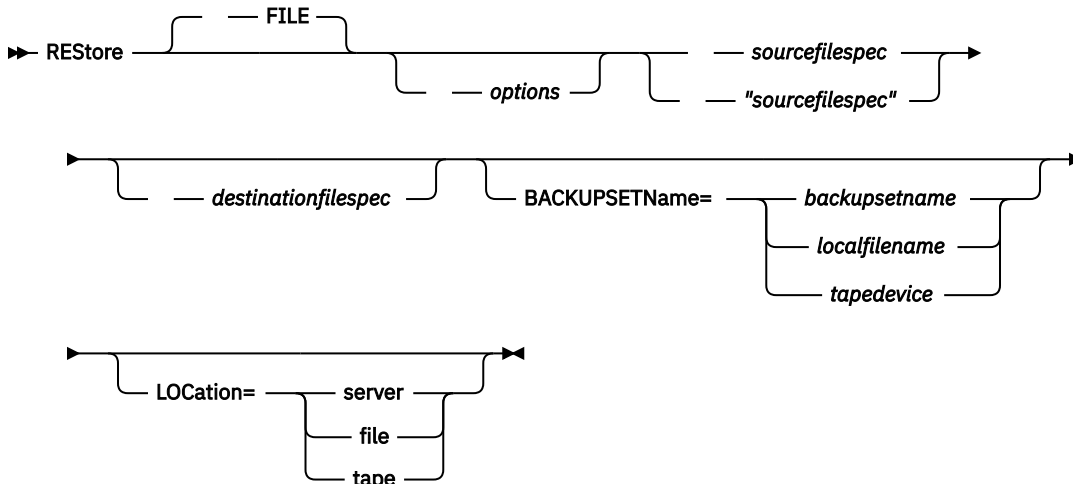 FILE
REStore
sourcefilespec
options
"sourcefilespec"
destinationfilespec
BACKUPSETName=
backupsetname
localfilename
tapedevice
LOCation=
server
file
tape